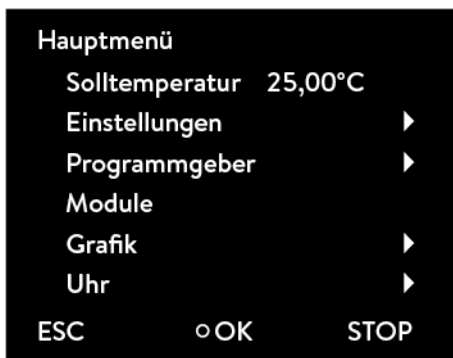 Hauptmenü
Solltemperatur 25,00°C
Einstellungen
Programmgeber
Module
Grafik
Uhr
ESC OK STOP